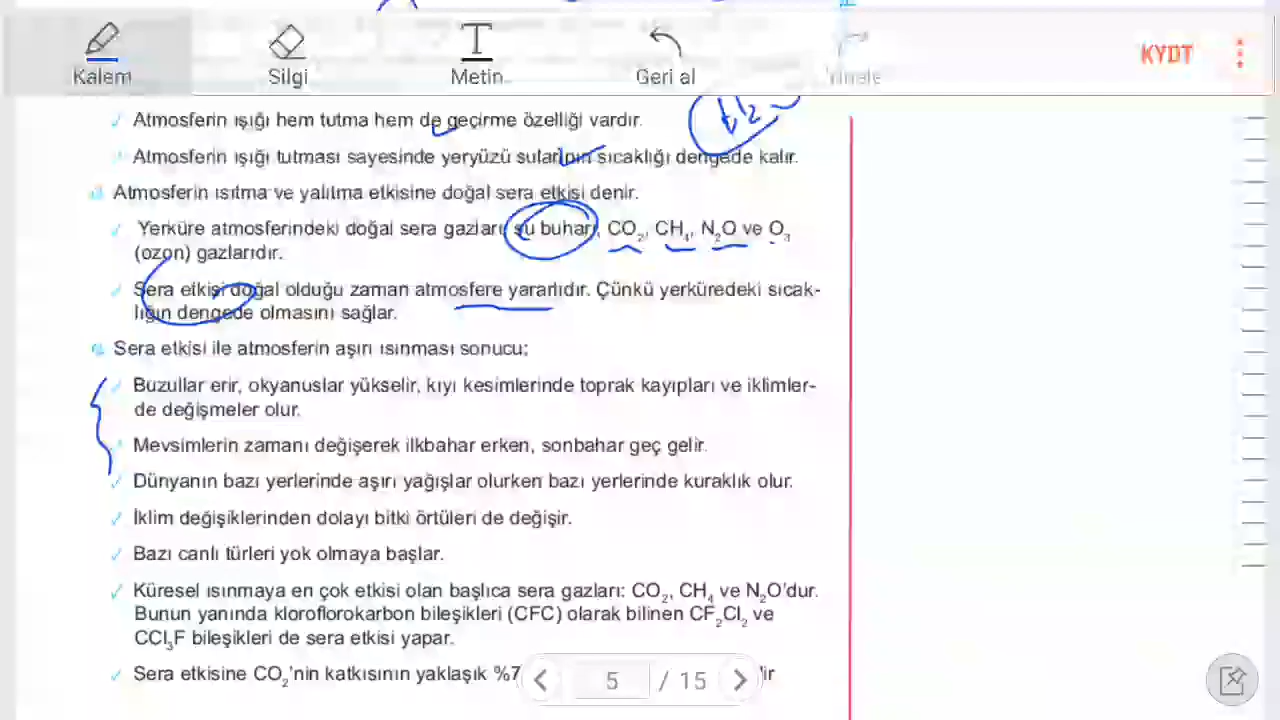 Kalem
Silgi
Metin
Geri al
Yinele
KYDT
Atmosferin ışığı hem tutma hem de geçirme özelliği vardır.
Atmosferin ışığı tutması sayesinde yeryüzü sularının sıcaklığı dengede kalır.
Atmosferin ısıtma ve yalıtma etkisine doğal sera etkisi denir.
Yerküre atmosferindeki doğal sera gazları su buharı, CO₂, CH₄, N₂O ve O₃
(ozon) gazlarıdır.
Sera etkisi doğal olduğu zaman atmosfere yararlıdır. Çünkü yerküredeki sıcak-
lığın dengede olmasını sağlar.
Sera etkisi ile atmosferin aşırı ısınması sonucu;
Buzullar erir, okyanuslar yükselir, kıyı kesimlerinde toprak kayıpları ve iklimler-
de değişmeler olur.
Mevsimlerin zamanı değişerek ilkbahar erken, sonbahar geç gelir.
Dünyanın bazı yerlerinde aşırı yağışlar olurken bazı yerlerinde kuraklık olur.
İklim değişiklerinden dolayı bitki örtüleri de değişir.
Bazı canlı türleri yok olmaya başlar.
Küresel ısınmaya en çok etkisi olan başlıca sera gazları: CO₂, CH₄ ve N₂O'dur.
Bunun yanında kloroflorokarbon bileşikleri (CFC) olarak bilinen CF₂Cl₂ ve
CCl₃F bileşikleri de sera etkisi yapar.
Sera etkisine CO₂'nin katkısının yaklaşık %7
5 / 15